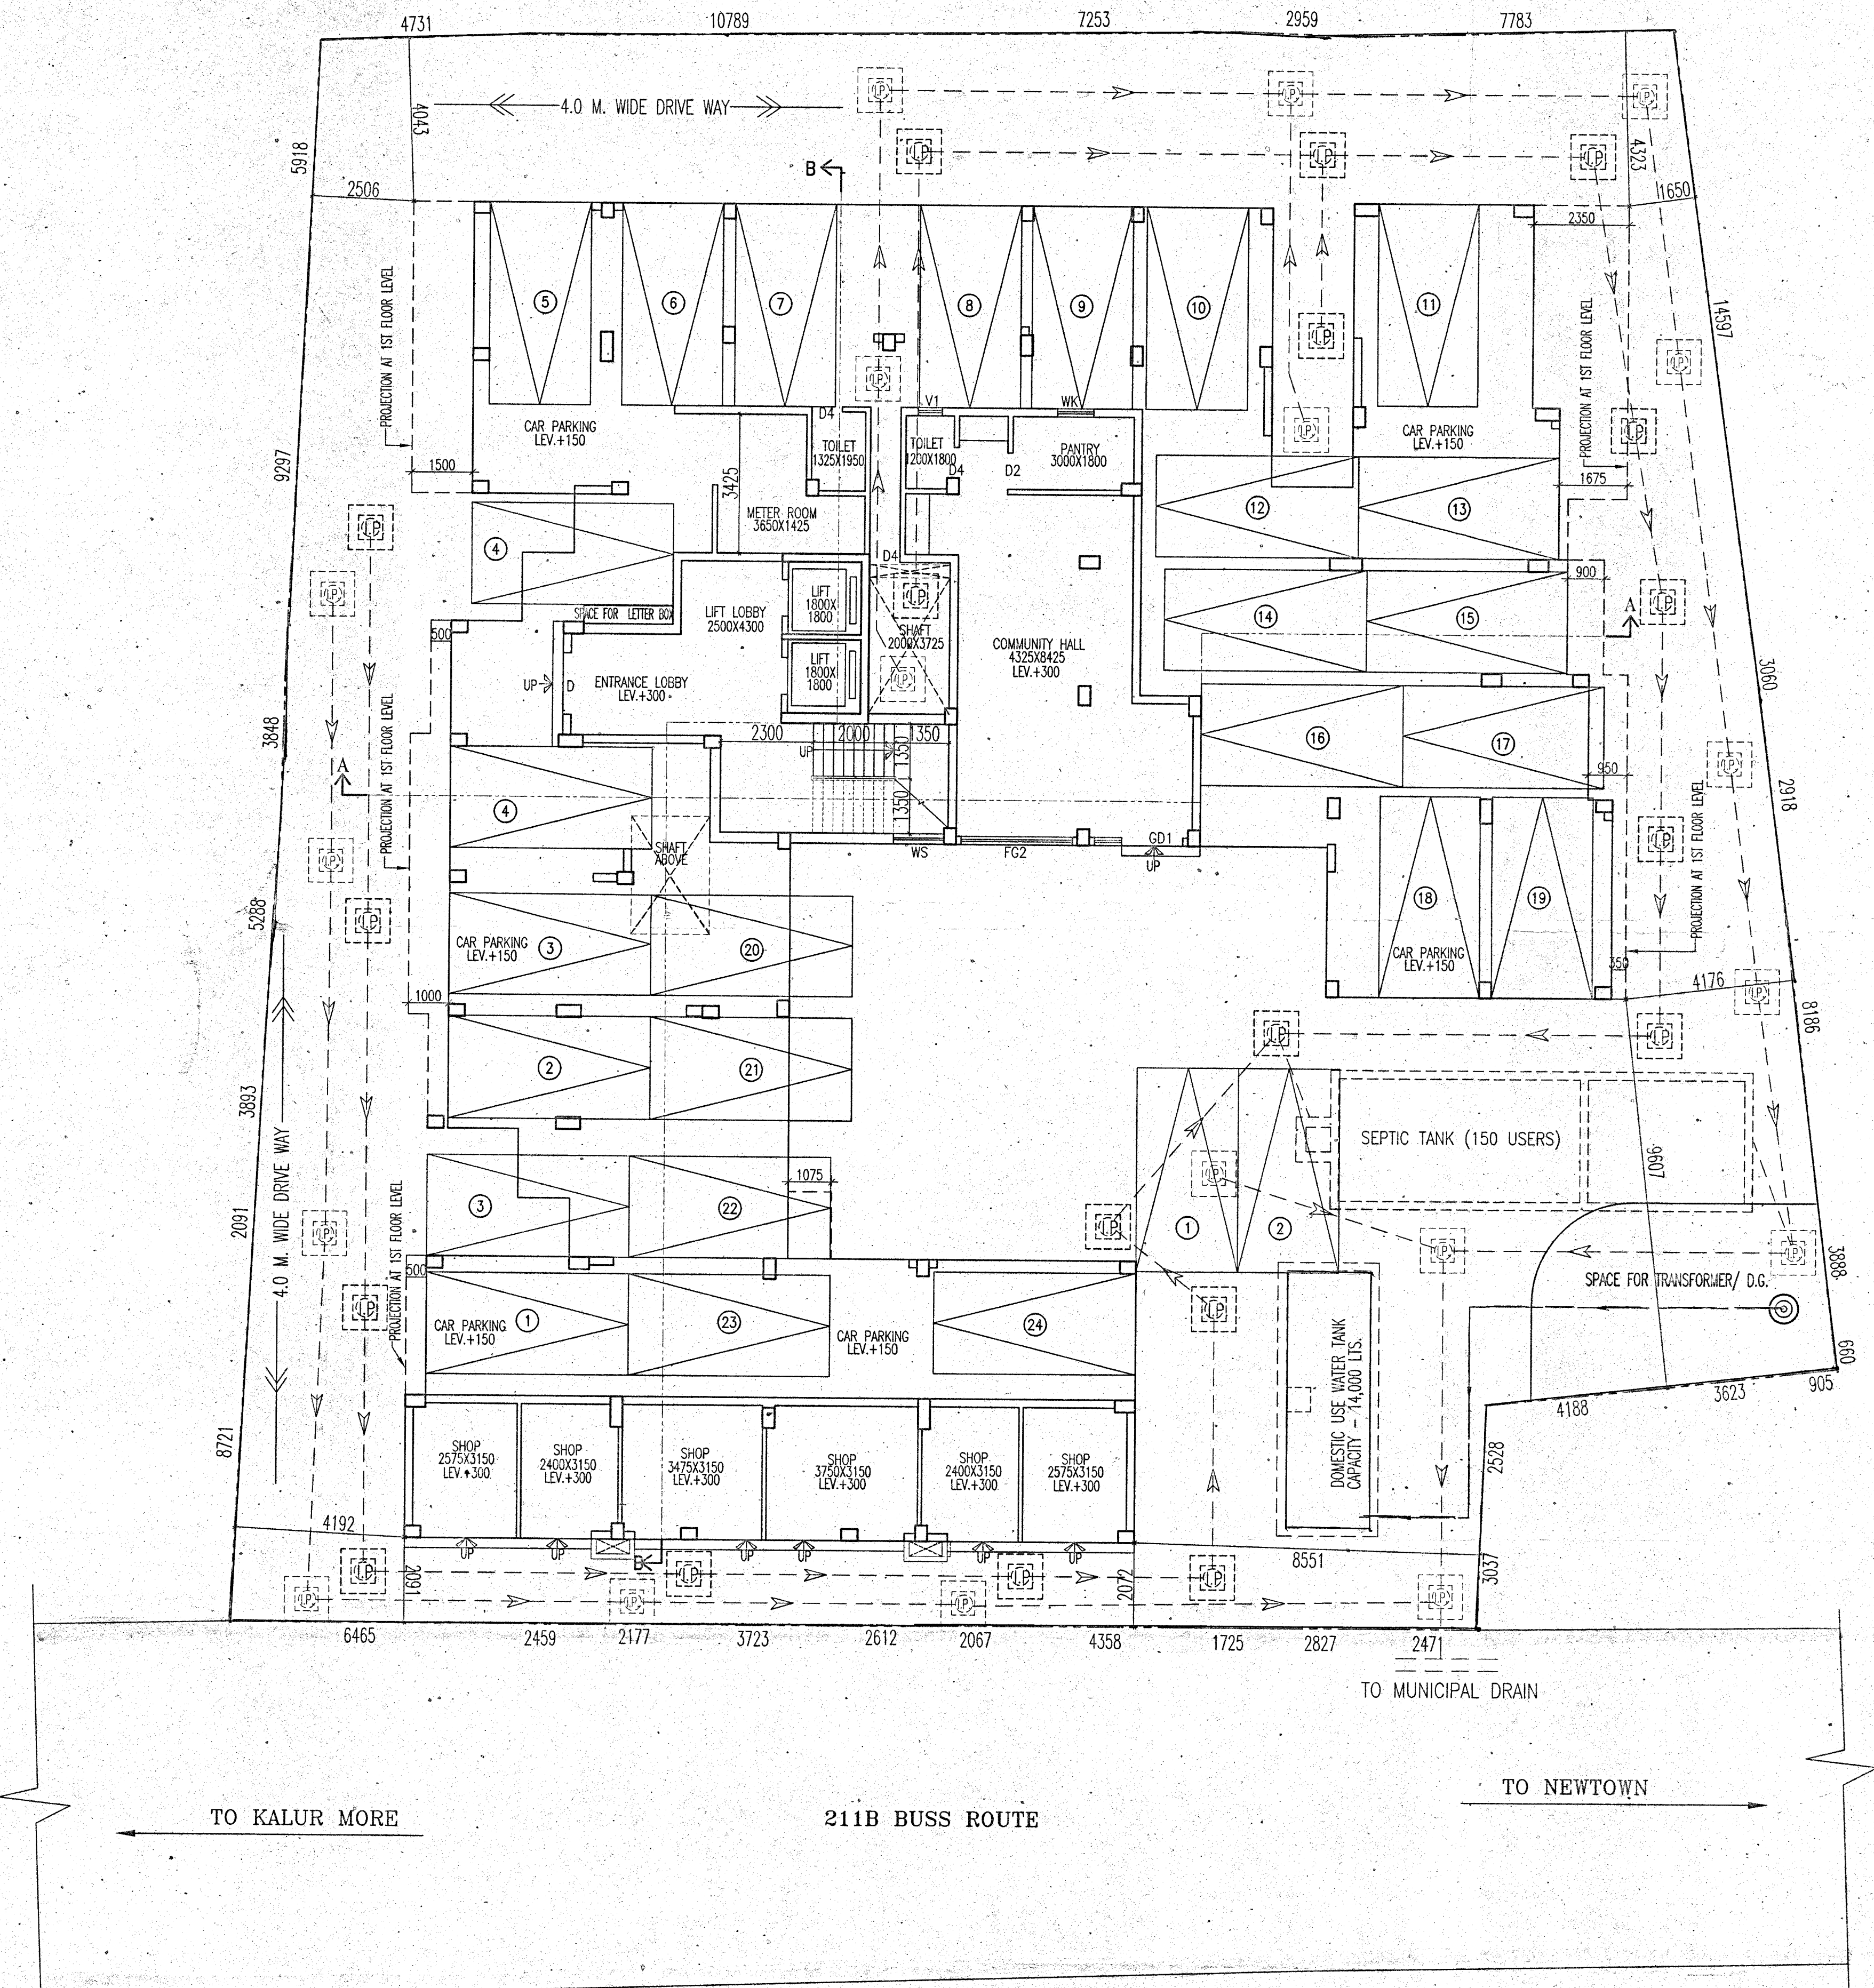 4731
10789
7253
2959
7783
4.0 M. WIDE DRIVE WAY
4043
5918
2506
B
I.P
I.P
I.P
I.P
I.P
I.P
4323
1650
2350
5
6
7
8
9
10
11
14597
PROJECTION AT 1ST FLOOR LEVEL
PROJECTION AT 1ST FLOOR LEVEL
I.P
I.P
I.P
I.P
I.P
CAR PARKING
LEV.+150
D4
V1
WK
TOILET
1325X1950
TOILET
1200X1800
D4
D2
PANTRY
3000X1800
CAR PARKING
LEV.+150
9297
1500
3425
1675
METER ROOM
3650X1425
12
13
I.P
I.P
4
D4
900
SPACE FOR LETTER BOX
LIFT LOBBY
2500X4300
LIFT
1800X
1800
I.P
SHAFT
2000X3725
14
15
A
I.P
500
LIFT
1800X
1800
I.P
COMMUNITY HALL
4325X8425
LEV.+300
UP
D
ENTRANCE LOBBY
LEV.+300
3060
3848
PROJECTION AT 1ST FLOOR LEVEL
2300
2000
1350
UP
1350
1350
16
17
950
I.P
2918
A
4
SHAFT
ABOVE
WS
FG2
GD1
UP
PROJECTION AT 1ST FLOOR LEVEL
I.P
I.P
I.P
5288
CAR PARKING
LEV.+150
3
20
18
19
CAR PARKING
LEV.+150
350
4176
I.P
8186
1000
I.P
I.P
2
21
3893
4.0 M. WIDE DRIVE WAY
SEPTIC TANK (150 USERS)
9607
1075
I.P
2091
PROJECTION AT 1ST FLOOR LEVEL
3
22
I.P
I.P
1
2
I.P
I.P
3888
SPACE FOR TRANSFORMER/ D.G.
500
I.P
I.P
CAR PARKING
LEV.+150
1
23
CAR PARKING
LEV.+150
24
DOMESTIC USE WATER TANK
CAPACITY - 14,000 LTS.
660
905
3623
4188
8721
SHOP
2575X3150
LEV.+300
SHOP
2400X3150
LEV.+300
SHOP
3475X3150
LEV.+300
SHOP
3750X3150
LEV.+300
SHOP
2400X3150
LEV.+300
SHOP
2575X3150
LEV.+300
2528
4192
UP
UP
UP
UP
UP
UP
B
8551
3037
2091
2072
I.P
I.P
I.P
I.P
I.P
I.P
I.P
I.P
6465
2459
2177
3723
2612
2067
4358
1725
2827
2471
TO MUNICIPAL DRAIN
TO NEWTOWN
TO KALUR MORE
211B BUSS ROUTE